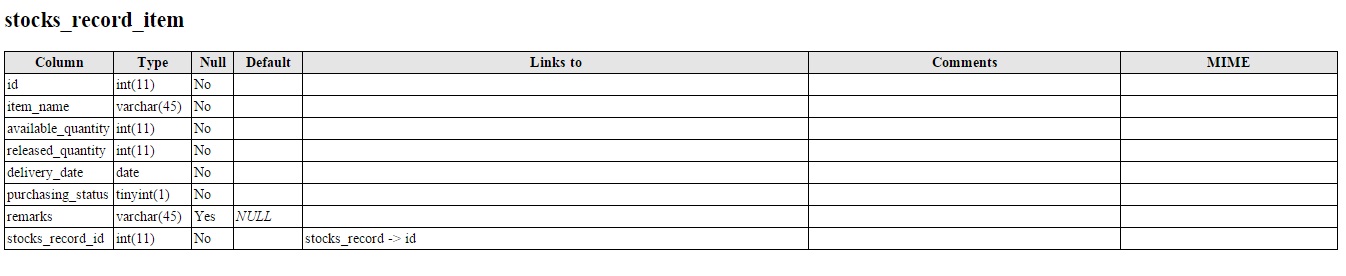 stocks_record_item
Column Type Null Default Links to Comments MIME
id int(11) No
item_name varchar(45) No
available_quantity int(11) No
released_quantity int(11) No
delivery_date date No
purchasing_status tinyint(1) No
remarks varchar(45) Yes NULL
stocks_record_id int(11) No stocks_record -> id